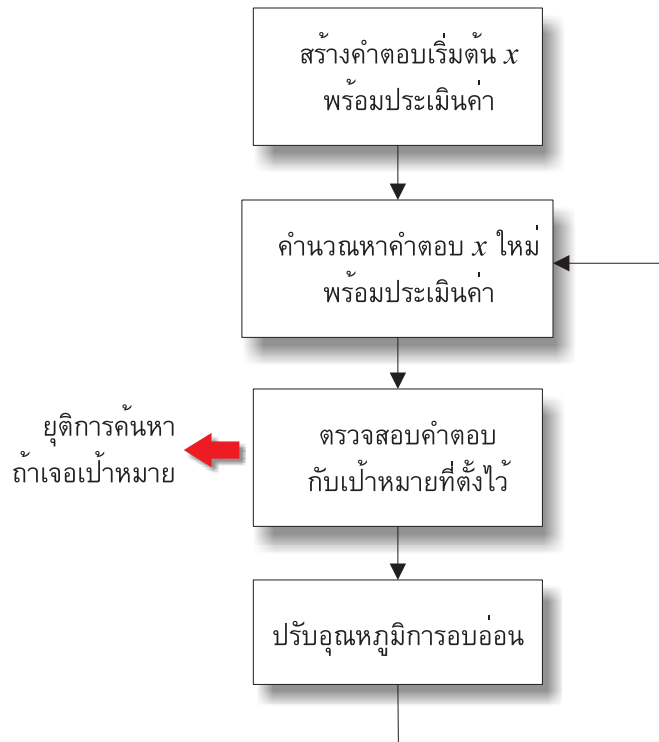 สร้างคำตอบเริ่มต้น x
พร้อมประเมินค่า
คำนวณหาคำตอบ x ใหม่
พร้อมประเมินค่า
ยุติการค้นหา
ถ้าเจอเป้าหมาย
ตรวจสอบคำตอบ
กับเป้าหมายที่ตั้งไว้
ปรับอุณหภูมิการอบอ่อน